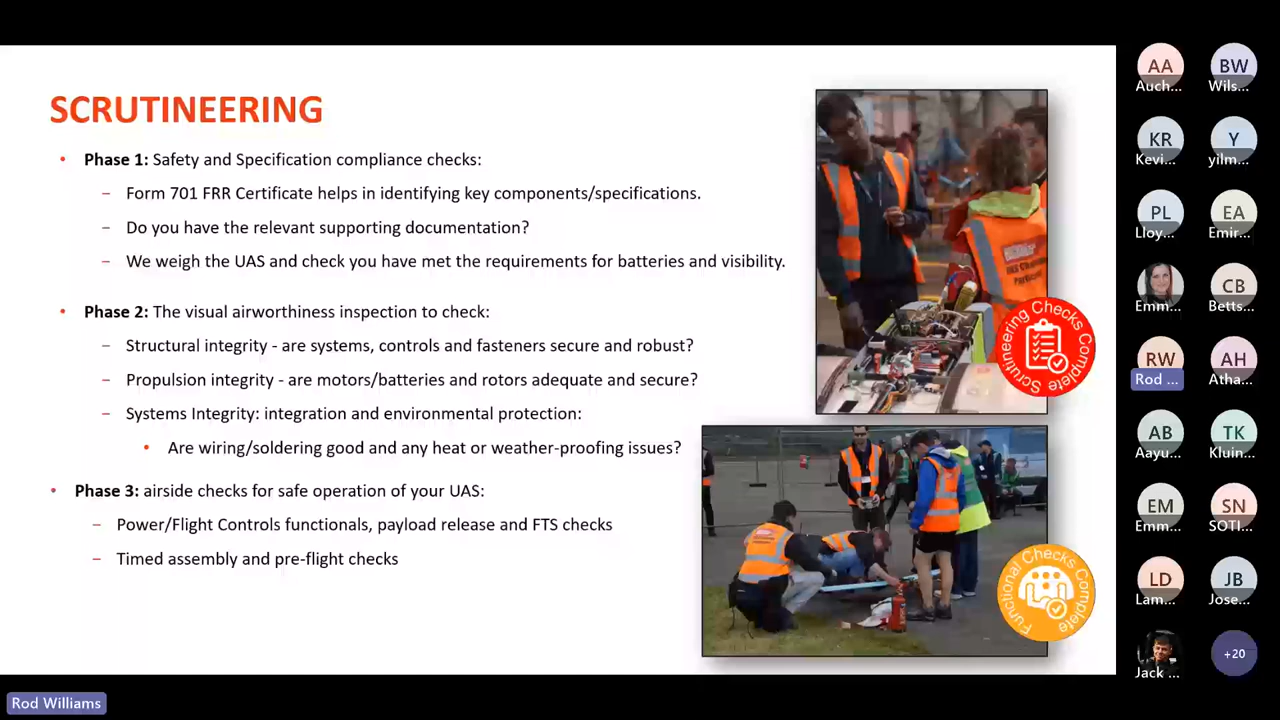 SCRUTINEERING
• Phase 1: Safety and Specification compliance checks:
– Form 701 FRR Certificate helps in identifying key components/specifications.
– Do you have the relevant supporting documentation?
– We weigh the UAS and check you have met the requirements for batteries and visibility.
• Phase 2: The visual airworthiness inspection to check:
– Structural integrity - are systems, controls and fasteners secure and robust?
– Propulsion integrity - are motors/batteries and rotors adequate and secure?
– Systems Integrity: integration and environmental protection:
• Are wiring/soldering good and any heat or weather-proofing issues?
• Phase 3: airside checks for safe operation of your UAS:
– Power/Flight Controls functionals, payload release and FTS checks
– Timed assembly and pre-flight checks
Scrutineering Checks Complete
Functional Checks Complete
AA
Auch...
BW
Wils...
KR
Kevi...
Y
yilm...
PL
Lloy...
EA
Emir...
Emm...
CB
Betts...
RW
Rod ...
AH
Atha...
AB
Aayu...
TK
Kluin...
EM
Emm...
SN
SOTI...
LD
Lam...
JB
Jose...
Jack ...
+20
Rod Williams